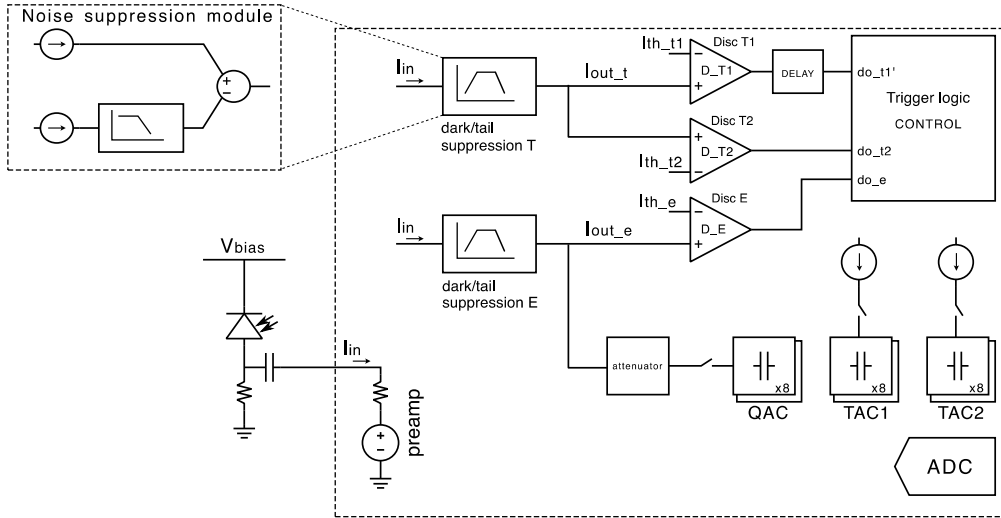 Noise suppression module
+
−
Iin
dark/tail
suppression T
Iout_t
Ith_t1
Disc T1
−
D_T1
+
DELAY
do_t1'
Trigger logic
CONTROL
Disc T2
+
D_T2
−
Ith_t2
do_t2
do_e
Ith_e
Disc E
−
D_E
+
Iin
dark/tail
suppression E
Iout_e
Vbias
Iin
+
−
preamp
attenuator
x8
QAC
x8
TAC1
x8
TAC2
ADC